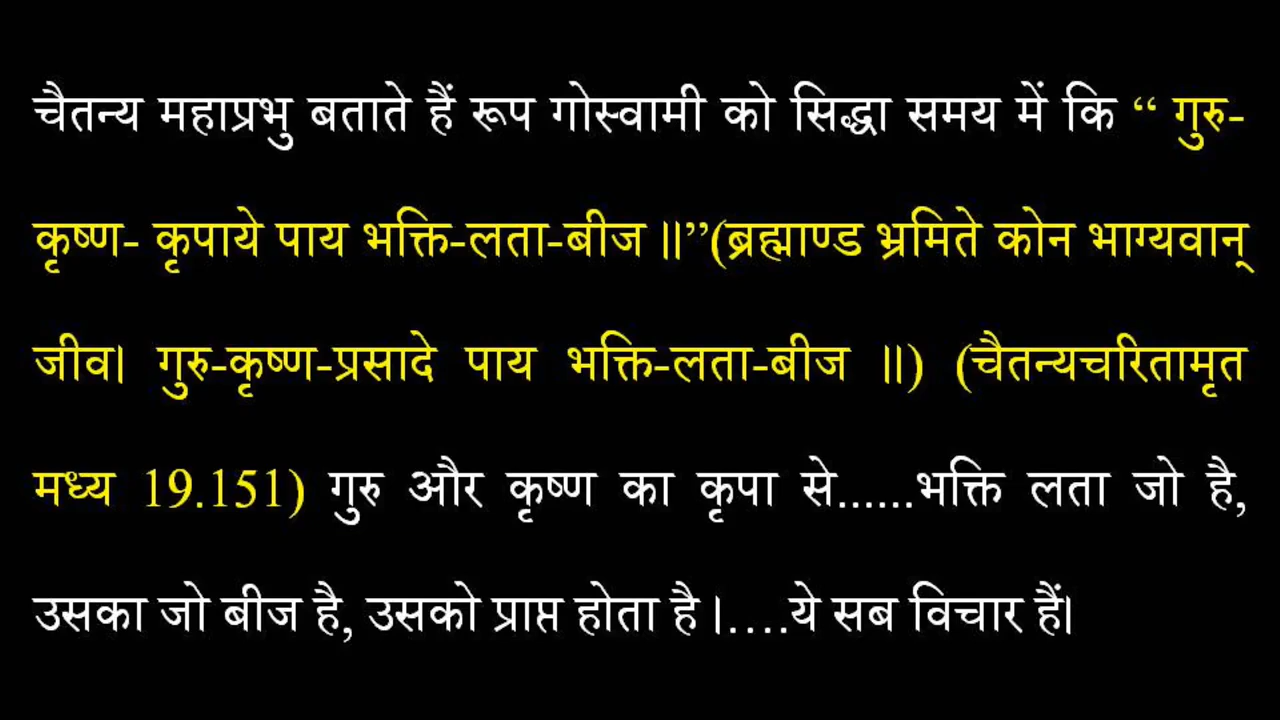 चैतन्य महाप्रभु बताते हैं रूप गोस्वामी को सिद्धा समय में कि “ गुरु-
कृष्ण- कृपाये पाय भक्ति-लता-बीज ॥”(ब्रह्माण्ड भ्रमिते कोन भाग्यवान्
जीव। गुरु-कृष्ण-प्रसादे पाय भक्ति-लता-बीज ॥) (चैतन्यचरितामृत
मध्य 19.151) गुरु और कृष्ण का कृपा से......भक्ति लता जो है,
उसका जो बीज है, उसको प्राप्त होता है ।....ये सब विचार हैं।